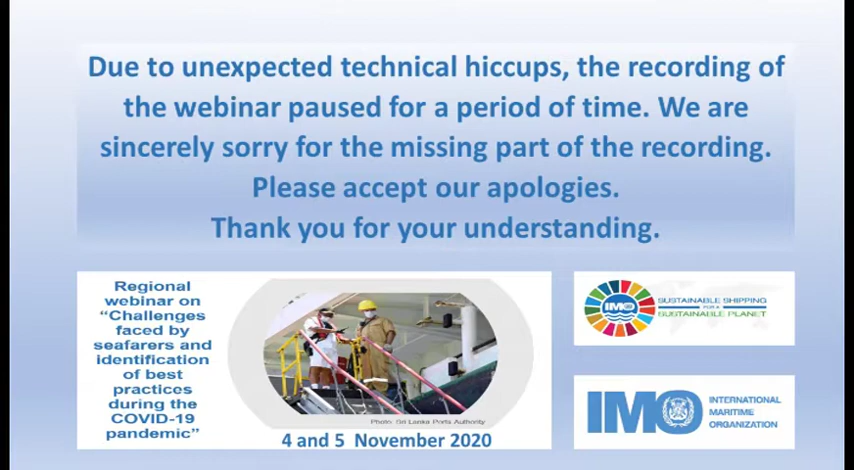 Due to unexpected technical hiccups, the recording of
the webinar paused for a period of time. We are
sincerely sorry for the missing part of the recording.
Please accept our apologies.
Thank you for your understanding.
Regional
webinar on
“Challenges
faced by
seafarers and
identification
of best
practices
during the
COVID-19
pandemic”
Photo: Sri Lanka Ports Authority
4 and 5 November 2020
IMO
SUSTAINABLE SHIPPING
FOR A
SUSTAINABLE PLANET
IMO
INTERNATIONAL
MARITIME
ORGANIZATION